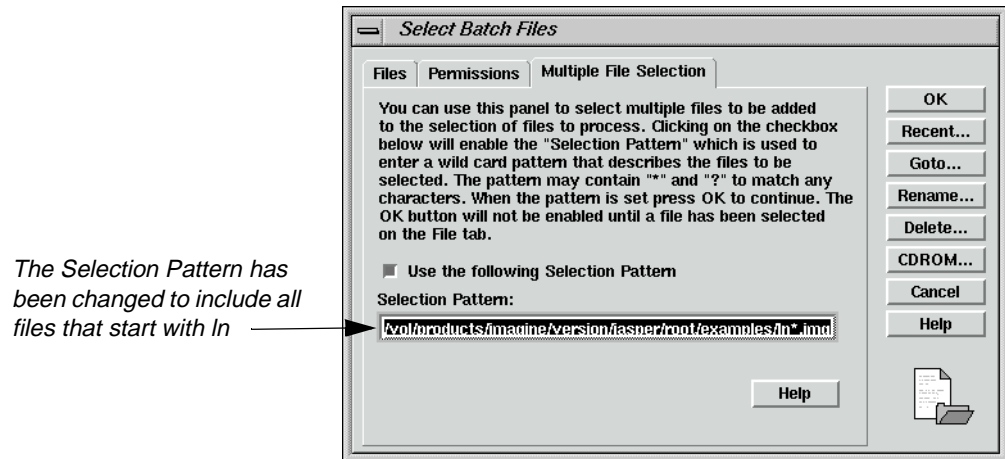 Select Batch Files
Files Permissions Multiple File Selection
You can use this panel to select multiple files to be added
to the selection of files to process. Clicking on the checkbox
below will enable the "Selection Pattern" which is used to
enter a wild card pattern that describes the files to be
selected. The pattern may contain "*" and "?" to match any
characters. When the pattern is set press OK to continue. The
OK button will not be enabled until a file has been selected
on the File tab.
Use the following Selection Pattern
Selection Pattern:
/vol/products/imagine/version/jasper/root/examples/ln*.img
Help
OK
Recent...
Goto...
Rename...
Delete...
CDROM...
Cancel
Help
The Selection Pattern has
been changed to include all
files that start with ln